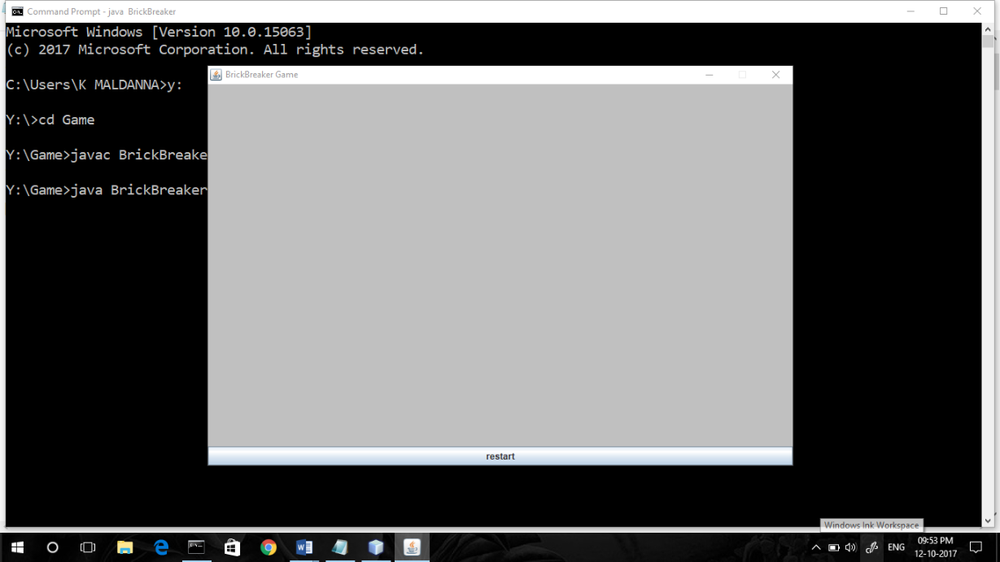 Command Prompt - java BrickBreaker
Microsoft Windows [Version 10.0.15063]
(c) 2017 Microsoft Corporation. All rights reserved.
BrickBreaker Game
C:\Users\K MALDANNA>y:
Y:\>cd Game
Y:\Game>javac BrickBreake
Y:\Game>java BrickBreaker
restart
Windows Ink Workspace
ENG
09:53 PM
12-10-2017